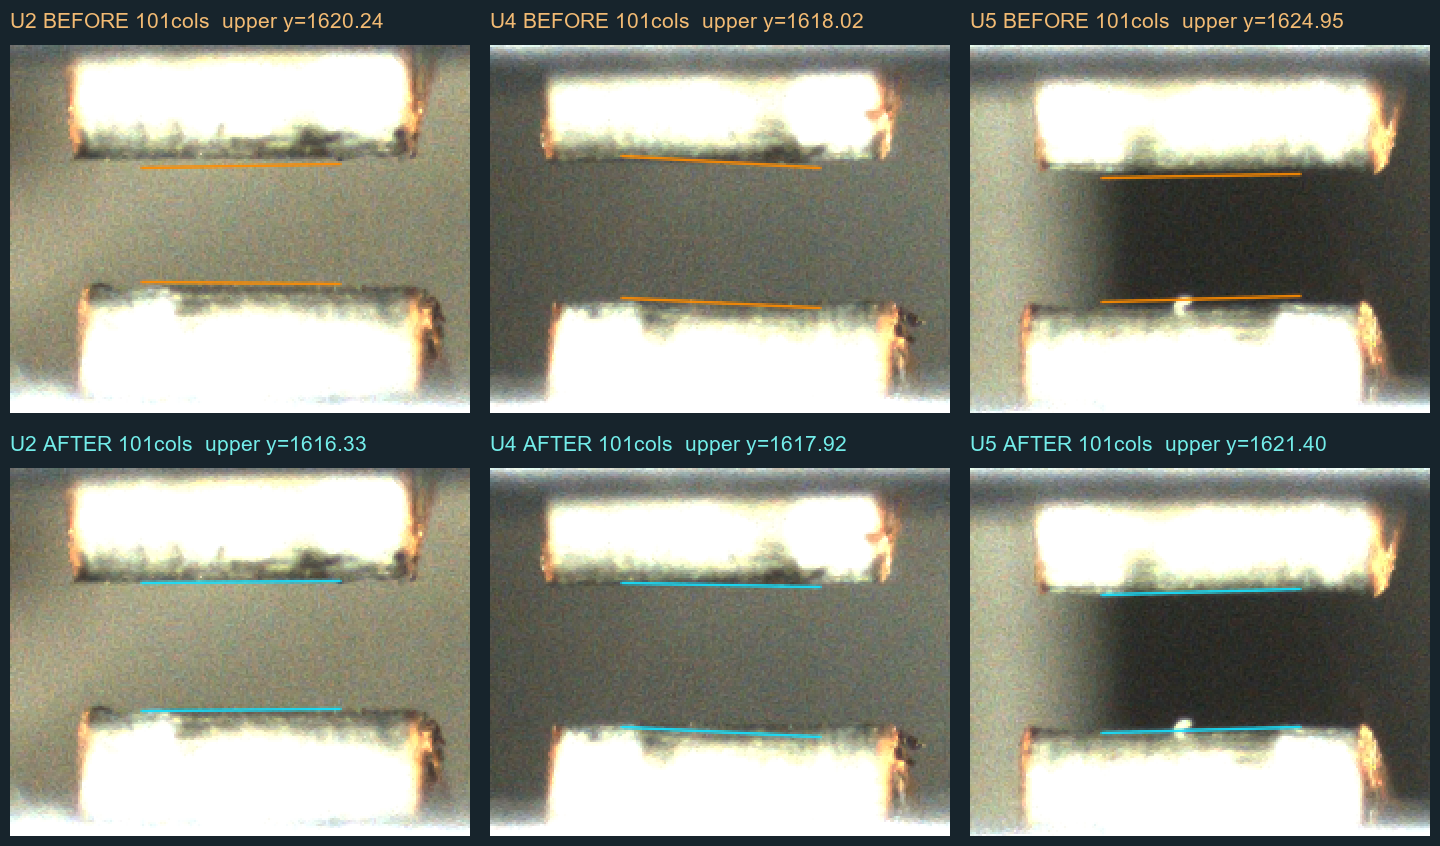 U2 BEFORE 101cols  upper y=1620.24
U4 BEFORE 101cols  upper y=1618.02
U5 BEFORE 101cols  upper y=1624.95
U2 AFTER 101cols  upper y=1616.33
U4 AFTER 101cols  upper y=1617.92
U5 AFTER 101cols  upper y=1621.40